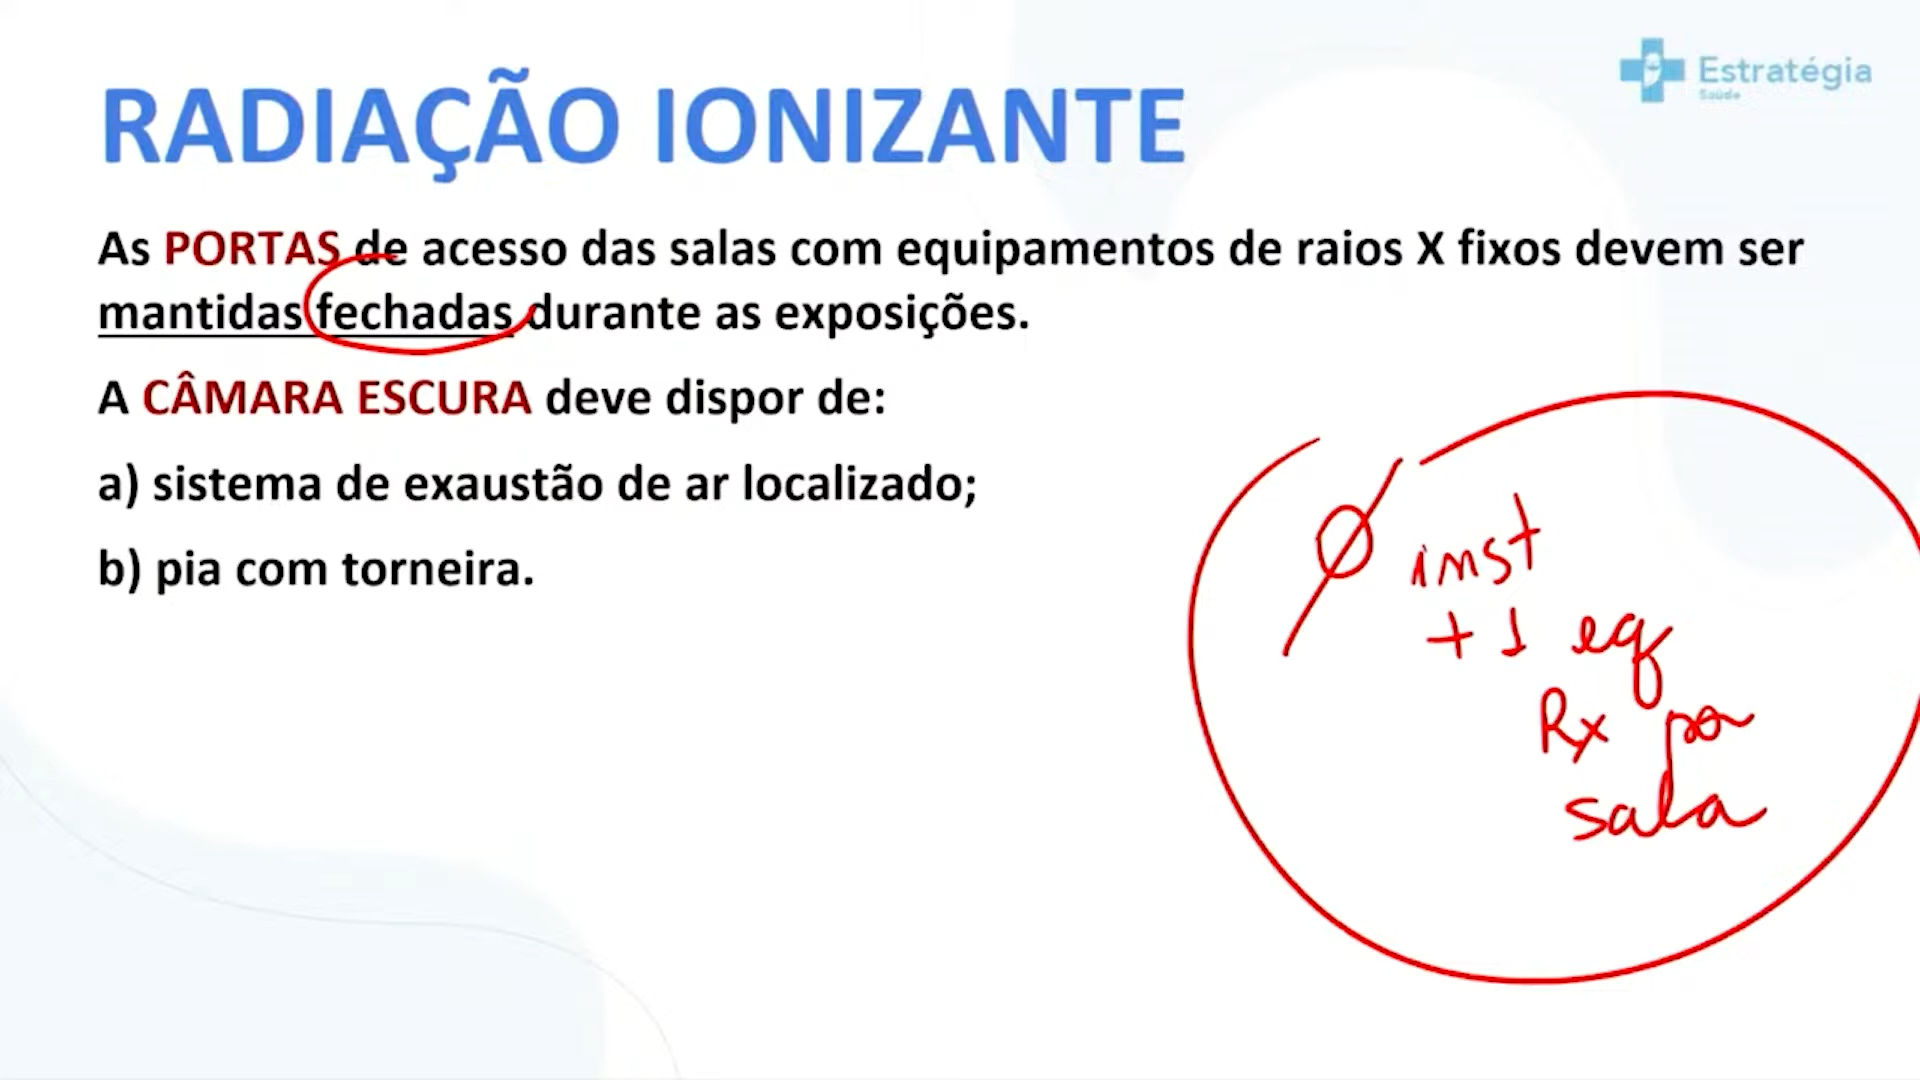 Estratégia
Saúde
RADIAÇÃO IONIZANTE
As PORTAS de acesso das salas com equipamentos de raios X fixos devem ser
mantidas fechadas durante as exposições.
A CÂMARA ESCURA deve dispor de:
a) sistema de exaustão de ar localizado;
b) pia com torneira.
Ø inst
+ 1 eq
Rx por
sala